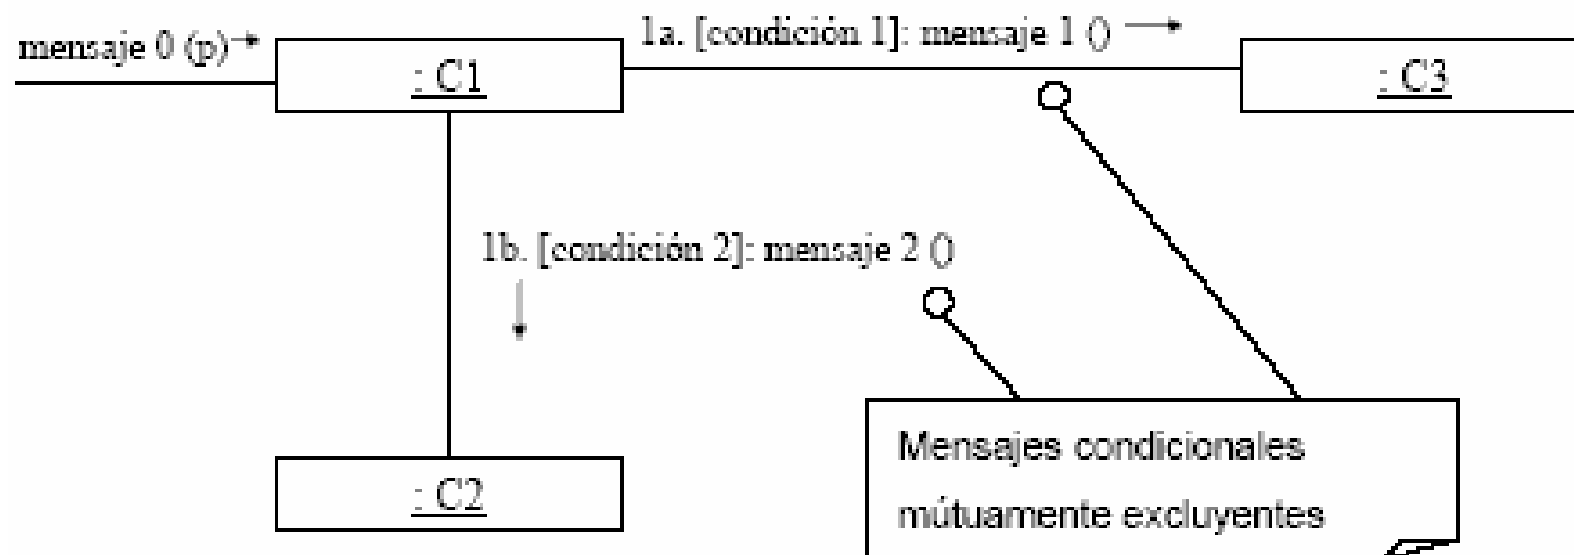 mensaje 0 (p)
1a. [condición 1]: mensaje 1 ()
: C1
: C3
1b. [condición 2]: mensaje 2 ()
Mensajes condicionales
mútuamente excluyentes
: C2